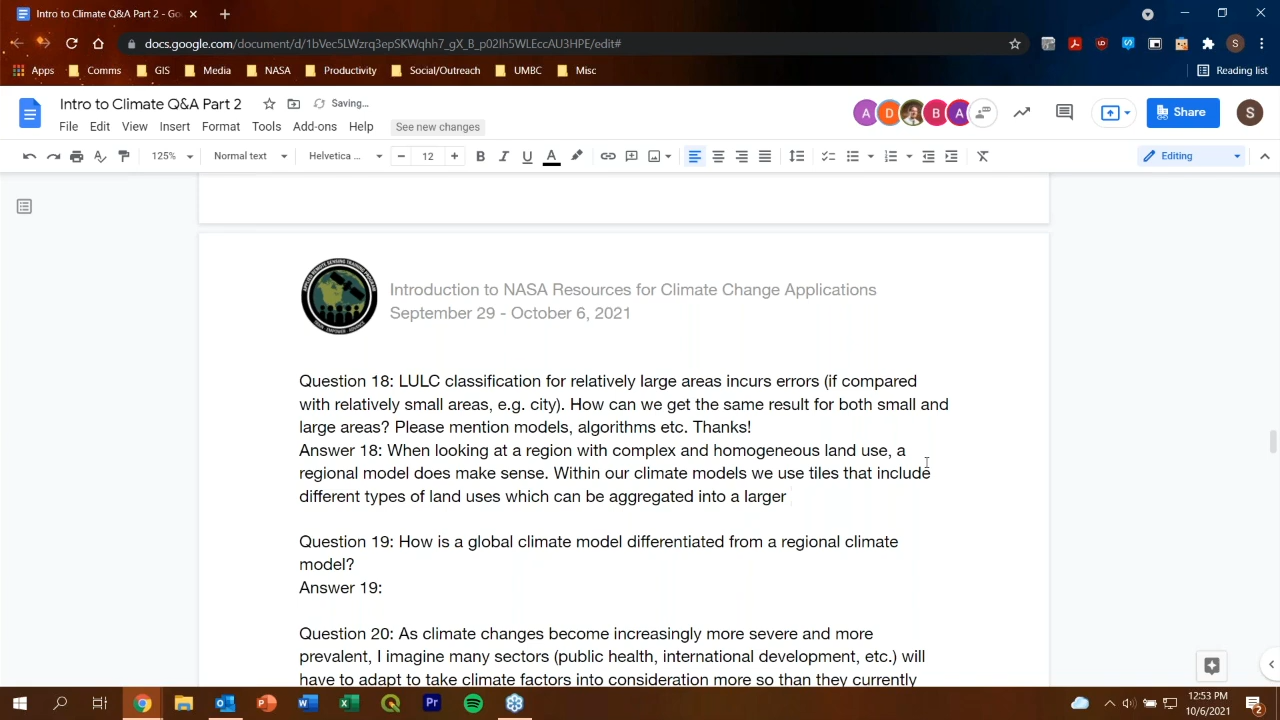 Intro to Climate Q&A Part 2 - Go
docs.google.com/document/d/1bVec5LWzrq3epSKWqhh7_gX_B_p02Ih5WLEccAU3HPE/edit#
S
Apps Comms GIS Media NASA Productivity Social/Outreach UMBC Misc Reading list
Intro to Climate Q&A Part 2 Saving...
A D B A Share S
File Edit View Insert Format Tools Add-ons Help See new changes
125% Normal text Helvetica ... 12 B I U A Editing
Introduction to NASA Resources for Climate Change Applications
September 29 - October 6, 2021
Question 18: LULC classification for relatively large areas incurs errors (if compared
with relatively small areas, e.g. city). How can we get the same result for both small and
large areas? Please mention models, algorithms etc. Thanks!
Answer 18: When looking at a region with complex and homogeneous land use, a
regional model does make sense. Within our climate models we use tiles that include
different types of land uses which can be aggregated into a larger
Question 19: How is a global climate model differentiated from a regional climate
model?
Answer 19:
Question 20: As climate changes become increasingly more severe and more
prevalent, I imagine many sectors (public health, international development, etc.) will
have to adapt to take climate factors into consideration more so than they currently
12:53 PM
10/6/2021
2